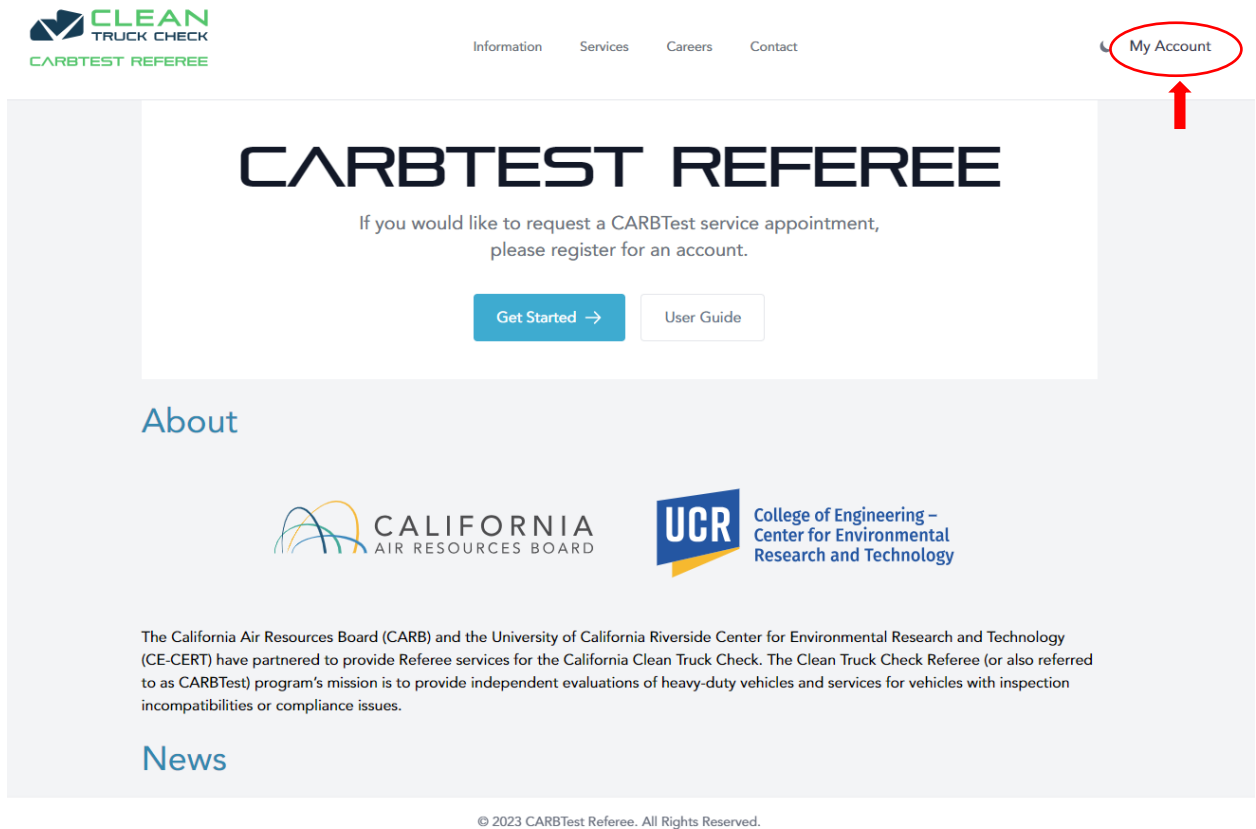 CLEAN
TRUCK CHECK
CARBTEST REFEREE
Information Services Careers Contact
My Account
CARBTEST REFEREE
If you would like to request a CARBTest service appointment,
please register for an account.
Get Started → User Guide
About
CALIFORNIA
AIR RESOURCES BOARD
UCR
College of Engineering –
Center for Environmental
Research and Technology
The California Air Resources Board (CARB) and the University of California Riverside Center for Environmental Research and Technology
(CE-CERT) have partnered to provide Referee services for the California Clean Truck Check. The Clean Truck Check Referee (or also referred
to as CARBTest) program's mission is to provide independent evaluations of heavy-duty vehicles and services for vehicles with inspection
incompatibilities or compliance issues.
News
© 2023 CARBTest Referee. All Rights Reserved.